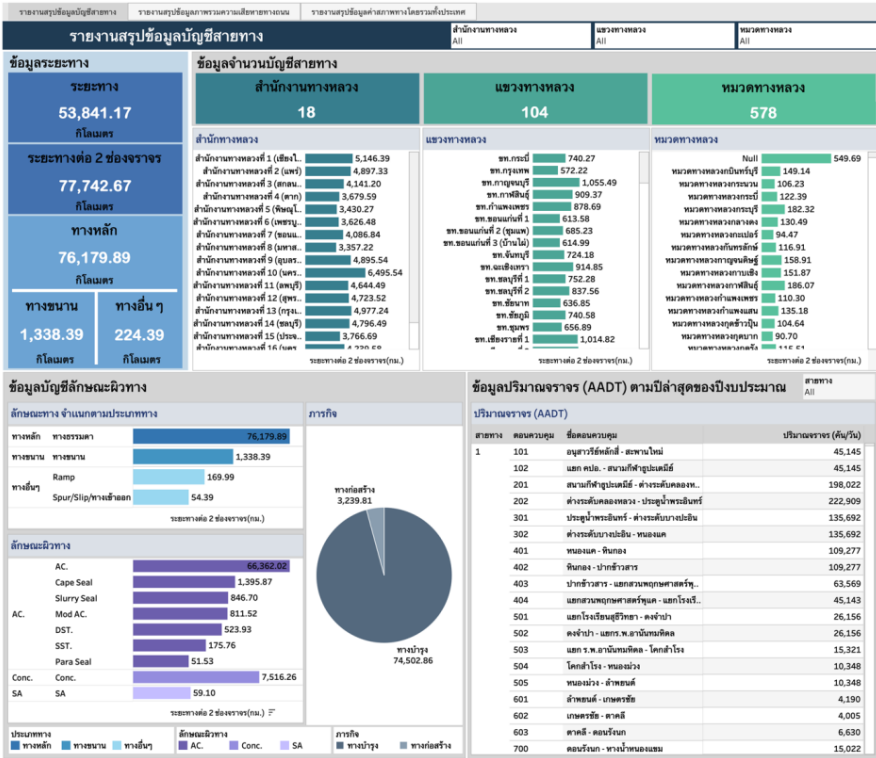 รายงานสรุปข้อมูลบัญชีสายทาง รายงานสรุปข้อมูลภาพรวมความเสียหายทางถนน รายงานสรุปข้อมูลค่าสภาพทางโดยรวมทั้งประเทศ
รายงานสรุปข้อมูลบัญชีสายทาง
สำนักงานทางหลวง
All
แขวงทางหลวง
All
หมวดทางหลวง
All
ข้อมูลระยะทาง
ระยะทาง
53,841.17
กิโลเมตร
ระยะทางต่อ 2 ช่องจราจร
77,742.67
กิโลเมตร
ทางหลัก
76,179.89
กิโลเมตร
ทางขนาน
1,338.39
กิโลเมตร
ทางอื่น ๆ
224.39
กิโลเมตร
ข้อมูลจำนวนบัญชีสายทาง
สำนักงานทางหลวง
18
แขวงทางหลวง
104
หมวดทางหลวง
578
สำนักทางหลวง
สำนักงานทางหลวงที่ 1 (เชียงใ.. 5,146.39
สำนักงานทางหลวงที่ 2 (แพร่) 4,897.33
สำนักงานทางหลวงที่ 3 (สกลน.. 4,141.20
สำนักงานทางหลวงที่ 4 (ตาก) 3,679.59
สำนักงานทางหลวงที่ 5 (พิษณุโ.. 3,430.27
สำนักงานทางหลวงที่ 6 (เพชรบู.. 3,626.48
สำนักงานทางหลวงที่ 7 (ขอนแ.. 4,086.84
สำนักงานทางหลวงที่ 8 (มหาส.. 3,357.22
สำนักงานทางหลวงที่ 9 (อุบลร.. 4,895.54
สำนักงานทางหลวงที่ 10 (นคร.. 6,495.54
สำนักงานทางหลวงที่ 11 (ลพบุรี) 4,644.49
สำนักงานทางหลวงที่ 12 (สุพร.. 4,723.52
สำนักงานทางหลวงที่ 13 (กรุงเ.. 4,977.24
สำนักงานทางหลวงที่ 14 (ชลบุรี) 4,796.49
สำนักงานทางหลวงที่ 15 (ประจ.. 3,766.69
ระยะทางต่อ 2 ช่องจราจร(กม.)
แขวงทางหลวง
ขท.กระบี่ 740.27
ขท.กรุงเทพ 572.22
ขท.กาญจนบุรี 1,055.49
ขท.กาฬสินธุ์ 909.37
ขท.กำแพงเพชร 878.69
ขท.ขอนแก่นที่ 1 613.58
ขท.ขอนแก่นที่ 2 (ชุมแพ) 685.23
ขท.ขอนแก่นที่ 3 (บ้านไผ่) 614.99
ขท.จันทบุรี 724.18
ขท.ฉะเชิงเทรา 914.85
ขท.ชลบุรีที่ 1 752.28
ขท.ชลบุรีที่ 2 837.56
ขท.ชัยนาท 636.85
ขท.ชัยภูมิ 740.58
ขท.ชุมพร 656.89
ขท.เชียงรายที่ 1 1,014.82
ระยะทางต่อ 2 ช่องจราจร(กม.)
หมวดทางหลวง
Null 549.69
หมวดทางหลวงกบินทร์บุรี 149.14
หมวดทางหลวงกระนวน 106.23
หมวดทางหลวงกระบี่ 122.39
หมวดทางหลวงกระบุรี 182.32
หมวดทางหลวงกลาง 130.49
หมวดทางหลวงกะเปอร์ 94.47
หมวดทางหลวงกันทรลักษ์ 116.91
หมวดทางหลวงกาญจนดิษฐ์ 158.91
หมวดทางหลวงกาบเชิง 151.87
หมวดทางหลวงกาฬสินธุ์ 186.07
หมวดทางหลวงกำแพงเพชร 110.30
หมวดทางหลวงกำแพงแสน 135.18
หมวดทางหลวงกุดข้าวปุ้น 104.64
หมวดทางหลวงกุดบาก 90.70
ระยะทางต่อ 2 ช่องจราจร(กม.)
ข้อมูลบัญชีลักษณะผิวทาง
ลักษณะทาง จำแนกตามประเภททาง
ทางหลัก ทางธรรมดา 76,179.89
ทางขนาน ทางขนาน 1,338.39
ทางอื่นๆ Ramp 169.99
Spur/Slip/ทางเข้าออก 54.39
ระยะทางต่อ 2 ช่องจราจร(กม.)
ลักษณะผิวทาง
AC. AC. 66,362.02
Cape Seal 1,395.87
Slurry Seal 846.70
Mod AC. 811.52
DST. 523.93
SST. 175.76
Para Seal 51.53
Conc. Conc. 7,516.26
SA SA 59.10
ระยะทางต่อ 2 ช่องจราจร(กม.)
ภารกิจ
ทางก่อสร้าง
3,239.81
ทางบำรุง
74,502.86
ประเภททาง
ทางหลัก ทางขนาน ทางอื่นๆ
ลักษณะผิวทาง
AC. Conc. SA
ภารกิจ
ทางบำรุง ทางก่อสร้าง
ข้อมูลปริมาณจราจร (AADT) ตามปีล่าสุดของปีงบประมาณ
สายทาง
All
ปริมาณจราจร (AADT)
สายทาง ตอนควบคุม ชื่อตอนควบคุม ปริมาณจราจร (คัน/วัน)
1 101 อนุสาวรีย์หลักสี่ - สะพานใหม่ 45,145
102 แยก คปอ. - สนามกีฬาธูปะเตมีย์ 45,145
201 สนามกีฬาธูปะเตมีย์ - ต่างระดับคลองห.. 198,022
202 ต่างระดับคลองหลวง - ประตูน้ำพระอินทร์ 222,909
301 ประตูน้ำพระอินทร์ - ต่างระดับบางปะอิน 135,692
302 ต่างระดับบางปะอิน - หนองแค 135,692
401 หนองแค - หินกอง 109,277
402 หินกอง - ปากข้าวสาร 109,277
403 ปากข้าวสาร - แยกสวนพฤกษศาสตร์พุ.. 63,569
404 แยกสวนพฤกษศาสตร์พุแค - แยกโรงเรี.. 45,143
501 แยกโรงเรียนสุธีวิทยา - ดงจำปา 26,156
502 ดงจำปา - แยกร.พ.อานันทมหิดล 26,156
503 แยก ร.พ.อานันทมหิดล - โคกสำโรง 15,321
504 โคกสำโรง - หนองม่วง 10,348
505 หนองม่วง - ลำพยนต์ 10,348
601 ลำพยนต์ - เกษตรชัย 4,190
602 เกษตรชัย - ตาคลี 4,005
603 ตาคลี - ดอนรังนก 6,630
700 ดอนรังนก - ทางน้ำหนองแขม 15,022